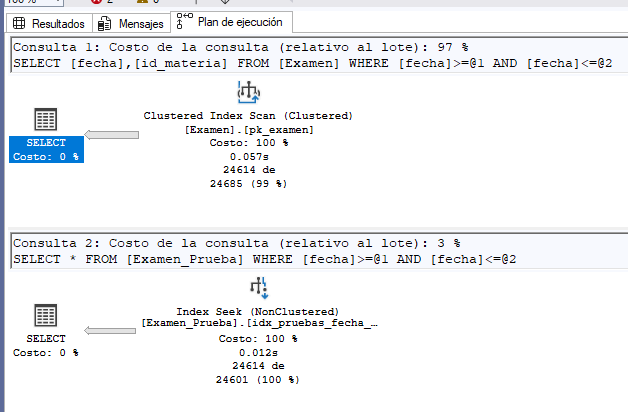 100 %
2
0
Resultados Mensajes Plan de ejecución
Consulta 1: Costo de la consulta (relativo al lote): 97 %
SELECT [fecha],[id_materia] FROM [Examen] WHERE [fecha]>=@1 AND [fecha]<=@2
Clustered Index Scan (Clustered)
[Examen].[pk_examen]
Costo: 100 %
0.057s
24614 de
24685 (99 %)
SELECT
Costo: 0 %
Consulta 2: Costo de la consulta (relativo al lote): 3 %
SELECT * FROM [Examen_Prueba] WHERE [fecha]>=@1 AND [fecha]<=@2
Index Seek (NonClustered)
[Examen_Prueba].[idx_pruebas_fecha_…
Costo: 100 %
0.012s
24614 de
24601 (100 %)
SELECT
Costo: 0 %